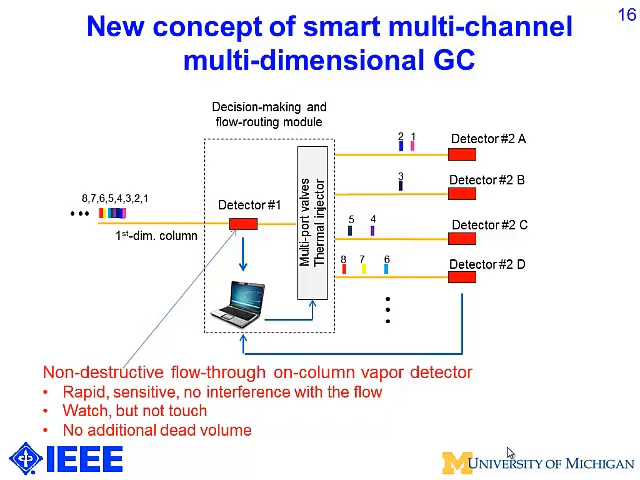 16
New concept of smart multi-channel
multi-dimensional GC
Decision-making and
flow-routing module
8,7,6,5,4,3,2,1
1st-dim. column
Detector #1
Multi-port valves
Thermal injector
2 1
Detector #2 A
3
Detector #2 B
5 4
Detector #2 C
8 7 6
Detector #2 D
Non-destructive flow-through on-column vapor detector
• Rapid, sensitive, no interference with the flow
• Watch, but not touch
• No additional dead volume
IEEE
M UNIVERSITY OF MICHIGAN